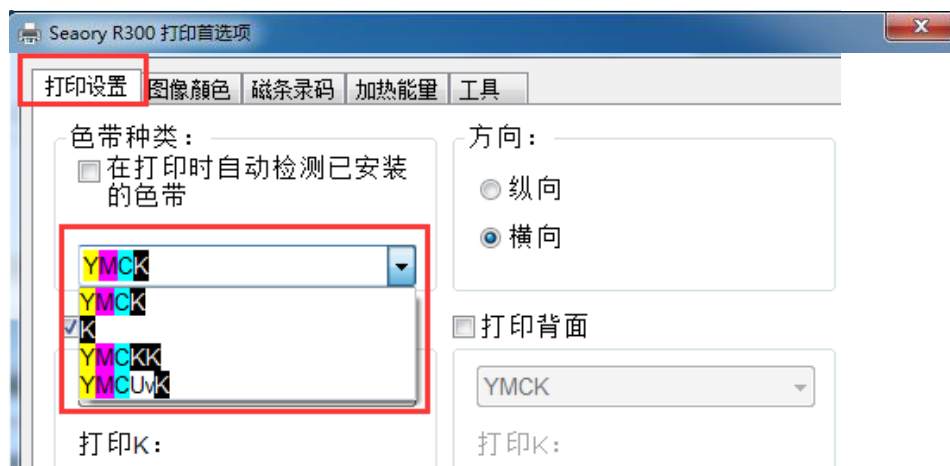 Seaory R300 打印首选项
打印设置 图像顏色 磁条录码 加热能量 工具
色带种类：
在打印时自动检测已安装
的色带
YMCK
YMCK
K
YMCKK
YMCUvK
打印K：
方向：
纵向
横向
打印背面
YMCK
打印K：